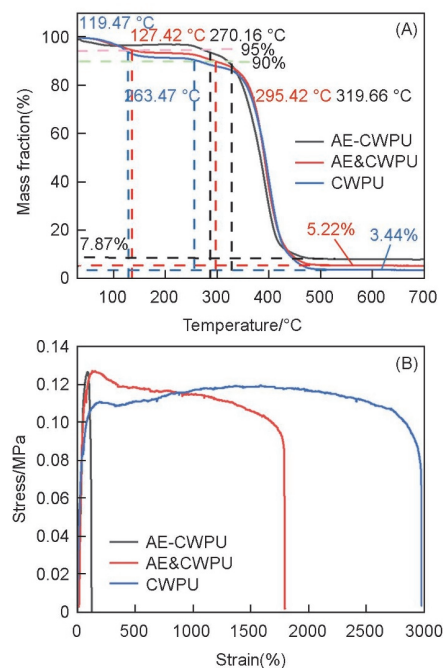 (A)
119.47 °C
127.42 °C
270.16 °C
95%
90%
263.47 °C
295.42 °C
319.66 °C
AE-CWPU
AE&CWPU
CWPU
7.87%
5.22%
3.44%
100
80
60
40
20
0
Mass fraction(%)
100 200 300 400 500 600 700
Temperature/°C
(B)
0.14
0.12
0.10
0.08
0.06
0.04
0.02
0
Stress/MPa
AE-CWPU
AE&CWPU
CWPU
0 500 1000 1500 2000 2500 3000
Strain(%)